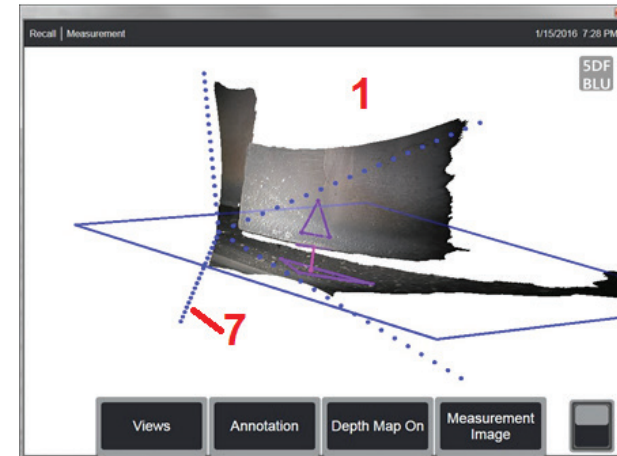 Recall | Measurement
1/15/2016 7:28 PM
5DF
BLU
1
7
Views
Annotation
Depth Map On
Measurement
Image